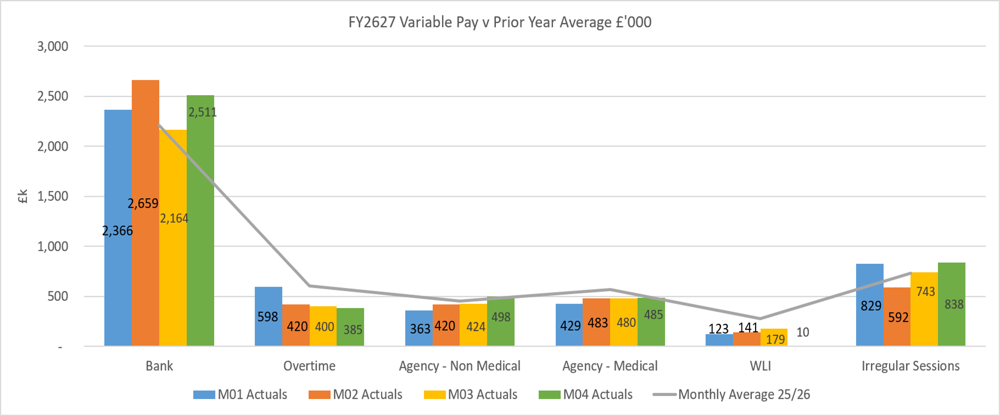 FY2627 Variable Pay v Prior Year Average £'000
3,000
2,500
2,000
1,500
1,000
500
-
£k
2,366
2,659
2,164
2,511
598
420
400
385
363
420
424
498
429
483
480
485
123
141
179
10
829
592
743
838
Bank
Overtime
Agency - Non Medical
Agency - Medical
WLI
Irregular Sessions
M01 Actuals
M02 Actuals
M03 Actuals
M04 Actuals
Monthly Average 25/26